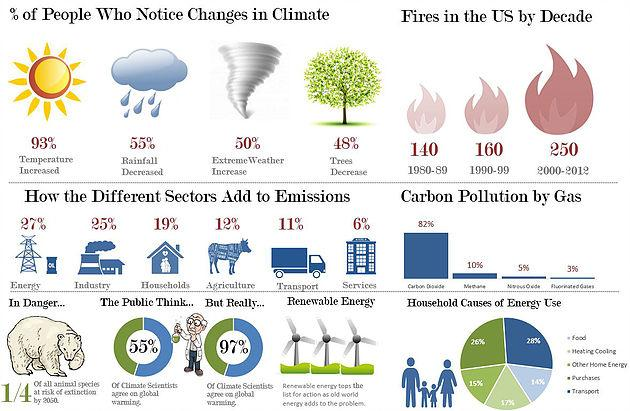 % of People Who Notice Changes in Climate
93%
Temperature
Increased
55%
Rainfall
Decreased
50%
ExtremeWeather
Increase
48%
Trees
Decrease
Fires in the US by Decade
140
1980-89
160
1990-99
250
2000-2012
How the Different Sectors Add to Emissions
27%
Energy
OIL
25%
Industry
19%
Households
12%
Agriculture
11%
Transport
6%
Services
Carbon Pollution by Gas
82%
Carbon Dioxide
10%
Methane
5%
Nitrous Oxide
3%
Fluorinated Gases
In Danger...
1/4
Of all animal species
at risk of extinction
by 2050.
The Public Think...
55%
Of Climate Scientists
agree on global
warming.
But Really...
97%
Of Climate Scientists
agree on global
warming.
Renewable Energy
Renewable energy tops the
list for action as old world
energy adds to the problem.
Household Causes of Energy Use
26%
28%
15%
14%
17%
Food
Heating Cooling
Other Home Energy
Purchases
Transport